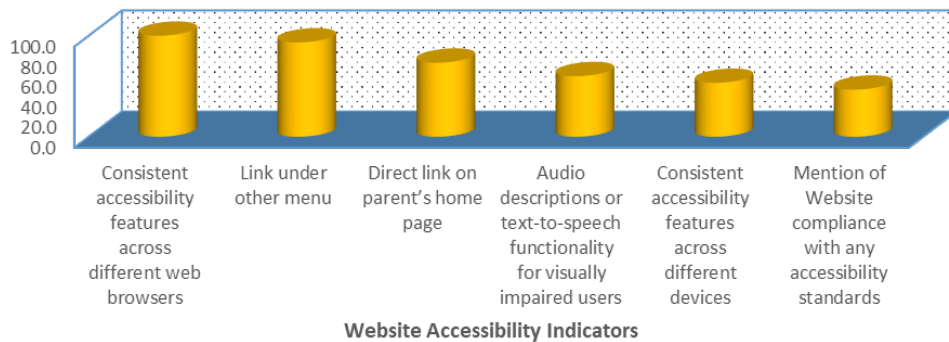 100.0
80.0
60.0
40.0
20.0
0.0
Consistent
accessibility
features
across
different web
browsers
Link under
other menu
Direct link on
parent's home
page
Audio
descriptions or
text-to-speech
functionality
for visually
impaired users
Consistent
accessibility
features
across
different
devices
Mention of
Website
compliance
with any
accessibility
standards
Website Accessibility Indicators